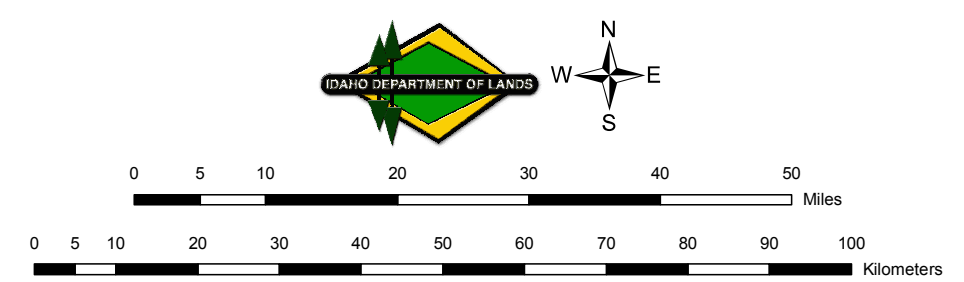 N
W E
S
IDAHO DEPARTMENT OF LANDS
0 5 10 20 30 40 50
Miles
0 5 10 20 30 40 50 60 70 80 90 100
Kilometers